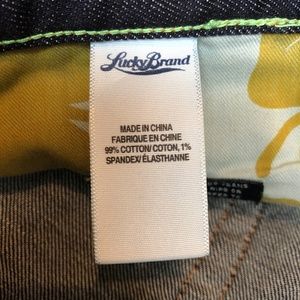 Lucky Brand
MADE IN CHINA
FABRIQUE EN CHINE
99% COTTON/COTON, 1%
SPANDEX/ÉLASTHANNE